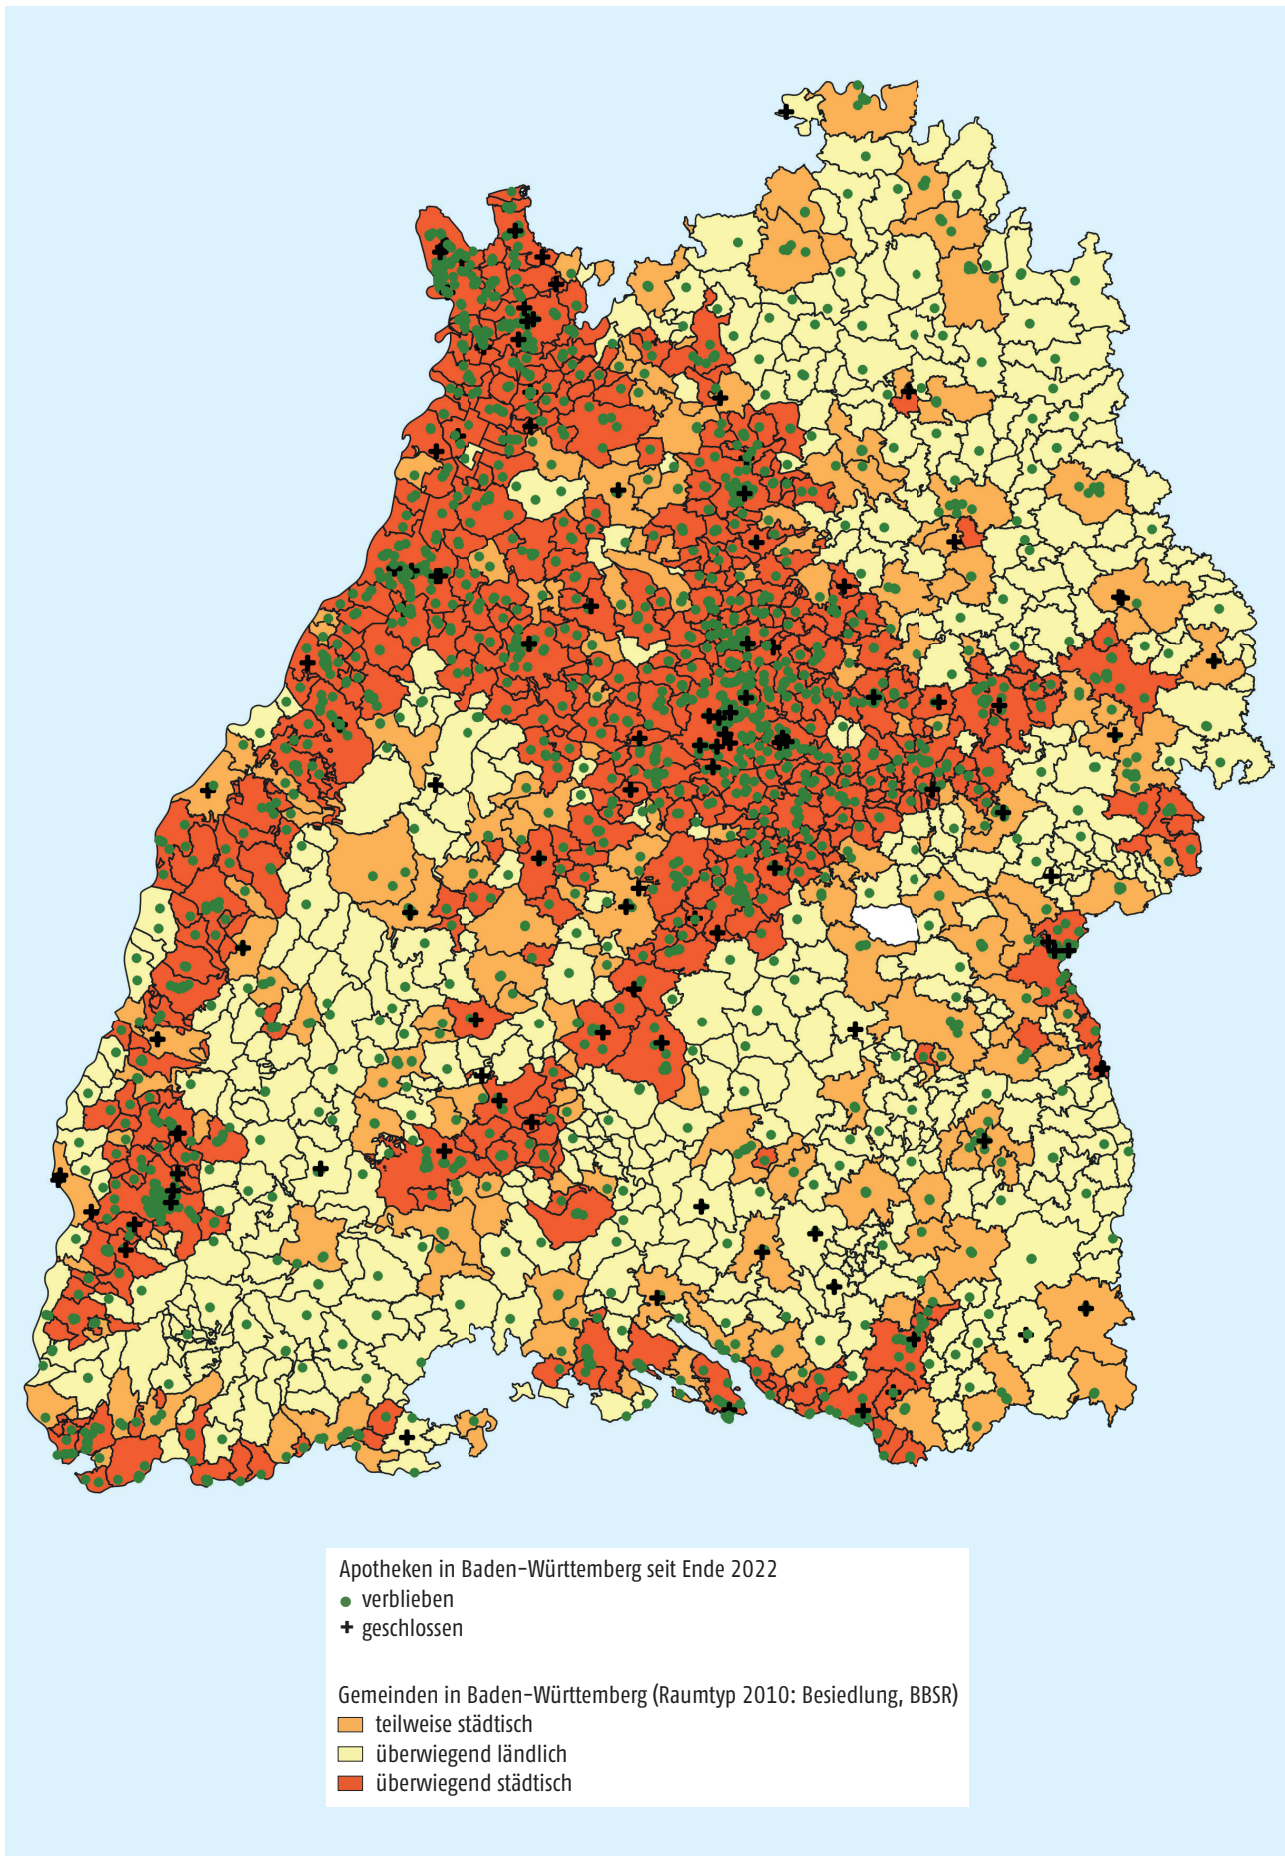 Apotheken in Baden-Württemberg seit Ende 2022
verblieben
geschlossen
Gemeinden in Baden-Württemberg (Raumtyp 2010: Besiedlung, BBSR)
teilweise städtisch
überwiegend ländlich
überwiegend städtisch